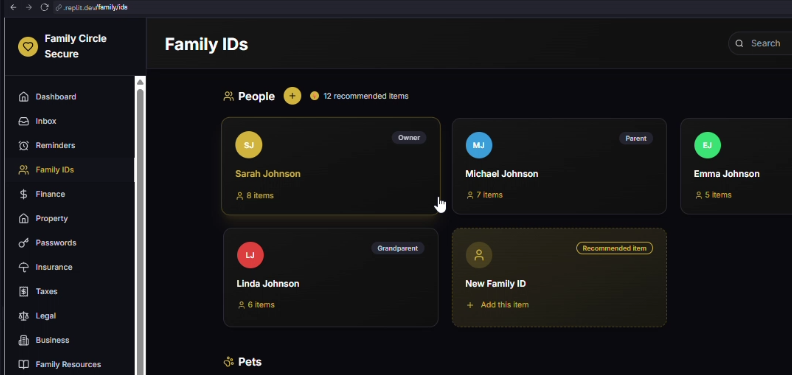 .replit.dev/family/ids
Family Circle
Secure
Family IDs
Search
Dashboard
Inbox
Reminders
Family IDs
Finance
Property
Passwords
Insurance
Taxes
Legal
Business
Family Resources
People
+
12 recommended items
SJ
Owner
Sarah Johnson
8 items
MJ
Parent
Michael Johnson
7 items
EJ
Emma Johnson
5 items
LJ
Grandparent
Linda Johnson
6 items
Recommended item
New Family ID
+ Add this item
Pets